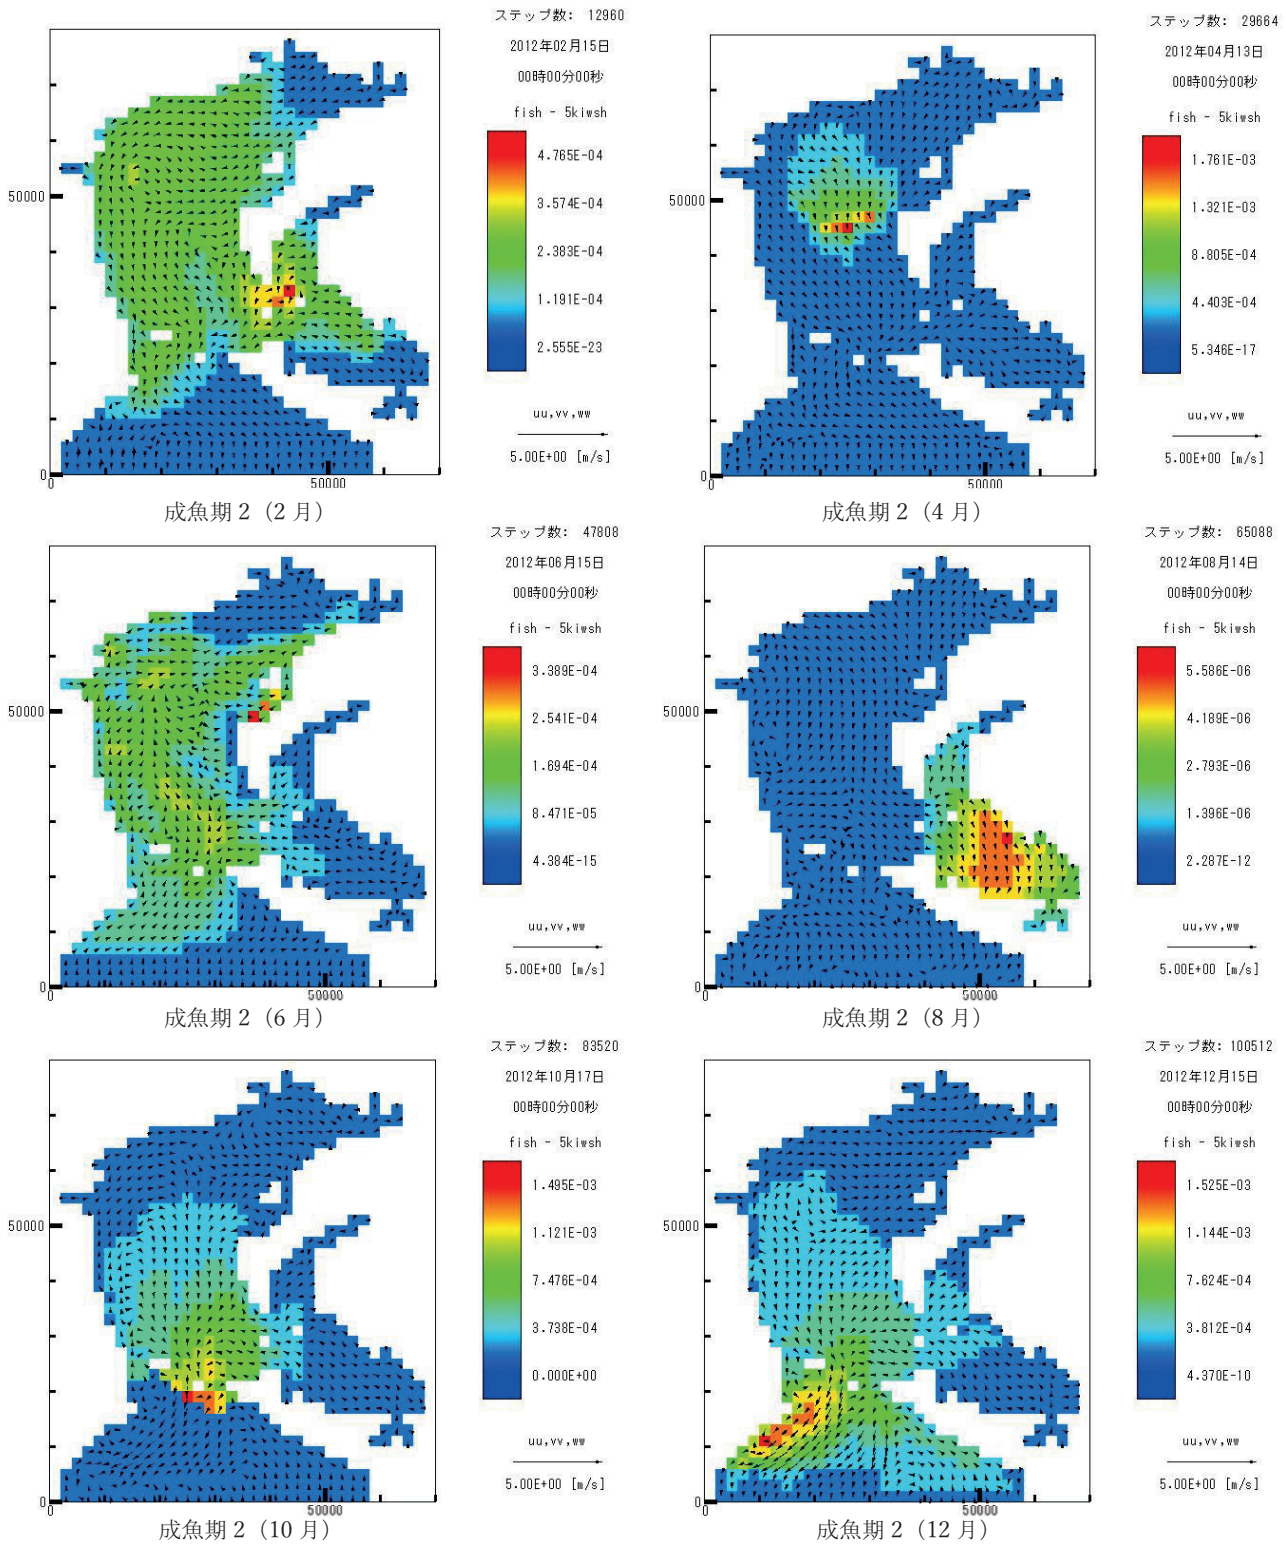 ステップ数: 12960
2012年02月15日
00時00分00秒
fish - 5kiwsh
4.765E-04
3.574E-04
2.383E-04
1.191E-04
2.555E-23
uu,vv,ww
5.00E+00 [m/s]
50000
0
0
50000
成魚期 2（2 月）
ステップ数: 29664
2012年04月13日
00時00分00秒
fish - 5kiwsh
1.761E-03
1.321E-03
8.805E-04
4.403E-04
5.346E-17
uu,vv,ww
5.00E+00 [m/s]
50000
0
0
50000
成魚期 2（4 月）
ステップ数: 47808
2012年06月15日
00時00分00秒
fish - 5kiwsh
3.389E-04
2.541E-04
1.694E-04
8.471E-05
4.384E-15
uu,vv,ww
5.00E+00 [m/s]
50000
0
0
50000
成魚期 2（6 月）
ステップ数: 65088
2012年08月14日
00時00分00秒
fish - 5kiwsh
5.586E-06
4.189E-06
2.793E-06
1.396E-06
2.287E-12
uu,vv,ww
5.00E+00 [m/s]
50000
0
0
50000
成魚期 2（8 月）
ステップ数: 83520
2012年10月17日
00時00分00秒
fish - 5kiwsh
1.495E-03
1.121E-03
7.476E-04
3.738E-04
0.000E+00
uu,vv,ww
5.00E+00 [m/s]
50000
0
0
50000
成魚期 2（10 月）
ステップ数: 100512
2012年12月15日
00時00分00秒
fish - 5kiwsh
1.525E-03
1.144E-03
7.624E-04
3.812E-04
4.370E-10
uu,vv,ww
5.00E+00 [m/s]
50000
0
0
50000
成魚期 2（12 月）